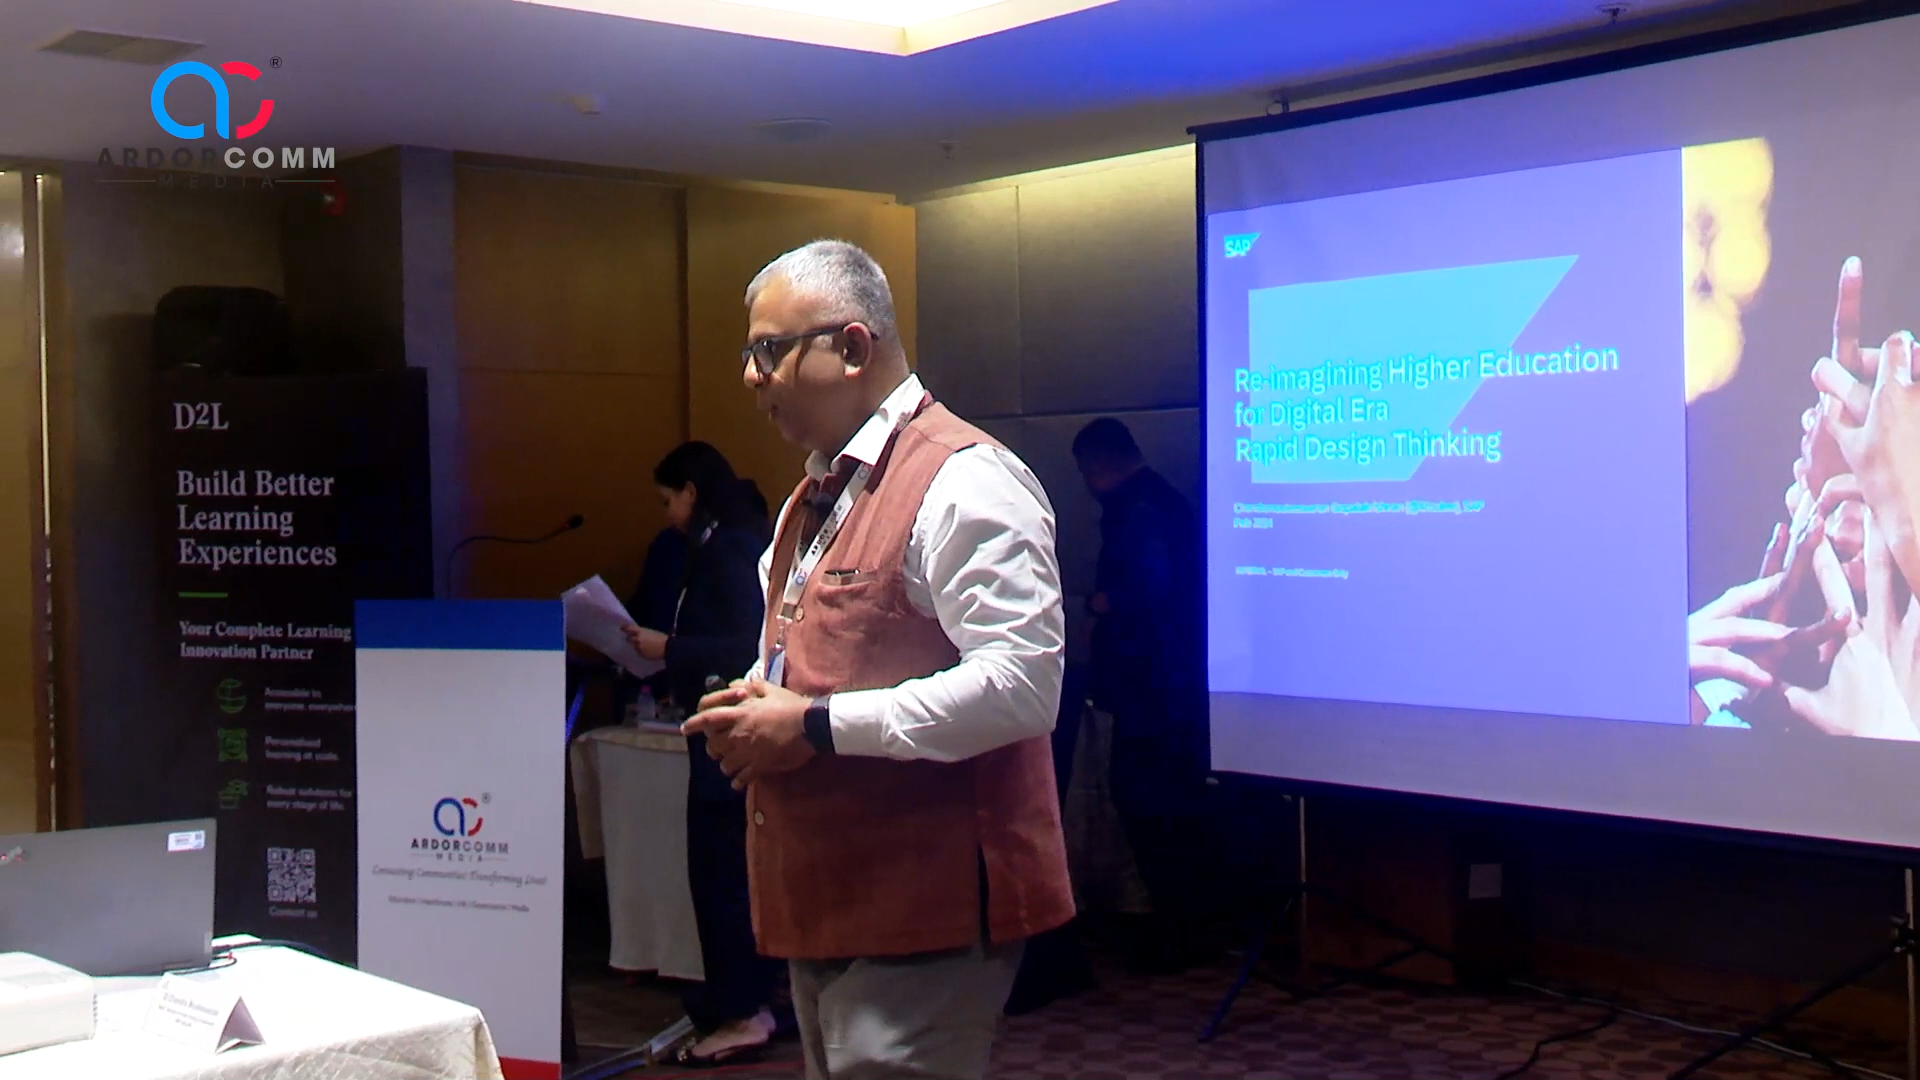 ®
ARDORCOMM
MEDIA
D2L
Build Better
Learning
Experiences
Your Complete Learning
Innovation Partner
Accessible to
everyone, everywhere
Personalised
learning at scale.
Robust solutions for
every stage of life.
Contact us
®
ARDORCOMM
MEDIA
Connecting Communities! Transforming Lives!
SAP
Re-imagining Higher Education
for Digital Era
Rapid Design Thinking